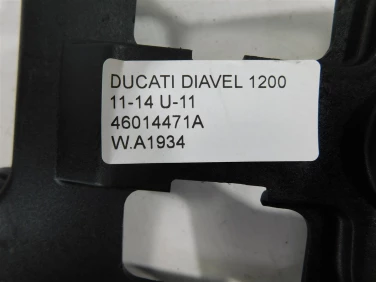 DUCATI DIAVEL 1200
11-14 U-11
46014471A
W.A1934